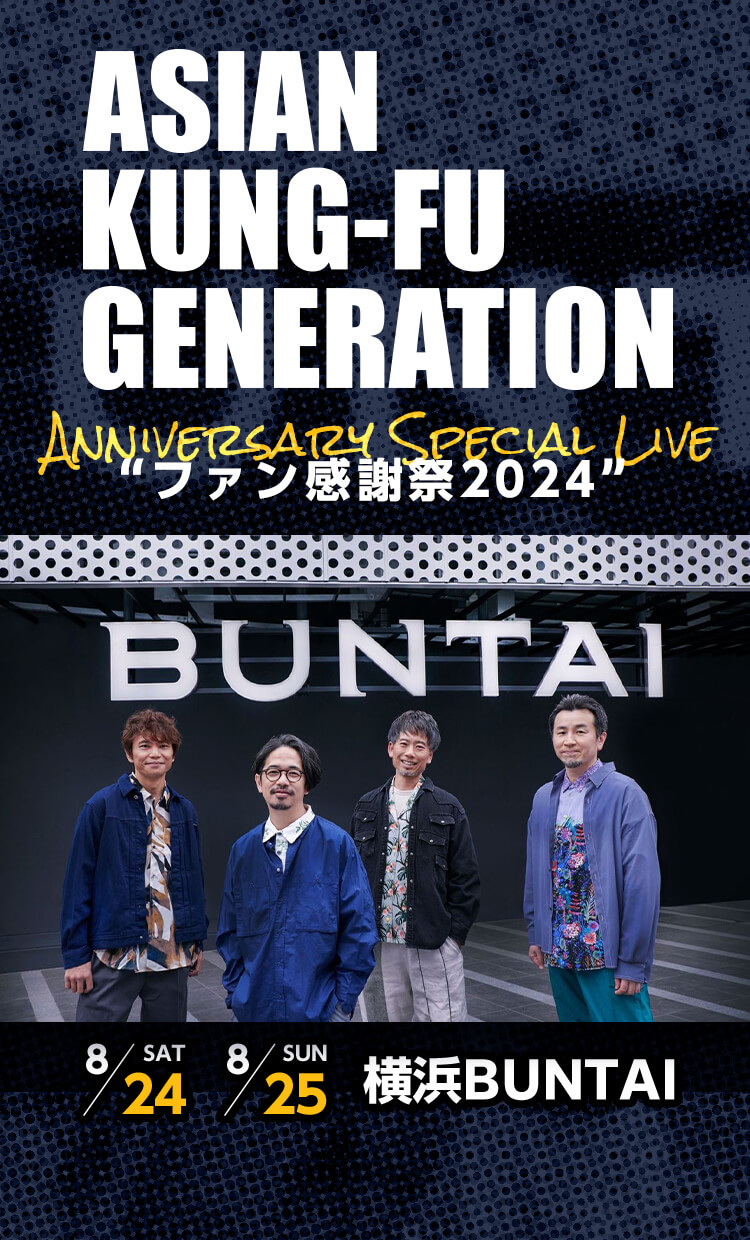 ASIAN
KUNG-FU
GENERATION
ANNIVERSARY SPECIAL LIVE
“ファン感謝祭2024”
BUNTAI
8/24 SAT 8/25 SUN 横浜BUNTAI